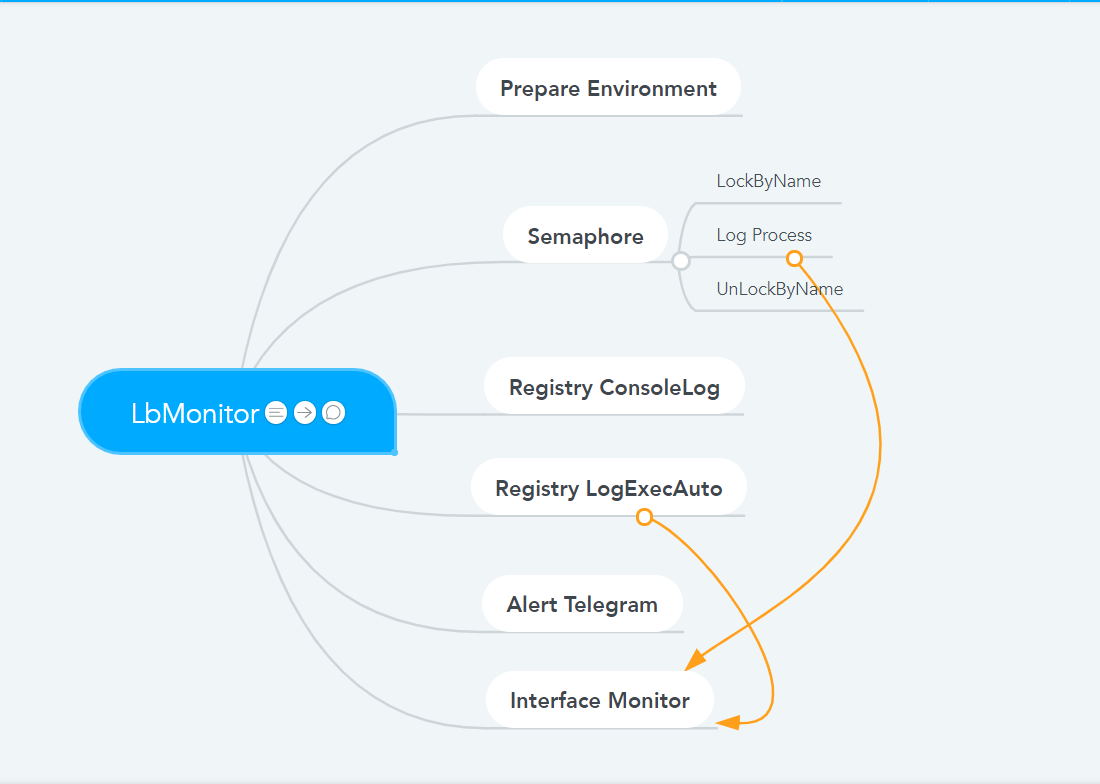 Prepare Environment
LockByName
Semaphore
Log Process
UnLockByName
Registry ConsoleLog
LbMonitor
Registry LogExecAuto
Alert Telegram
Interface Monitor